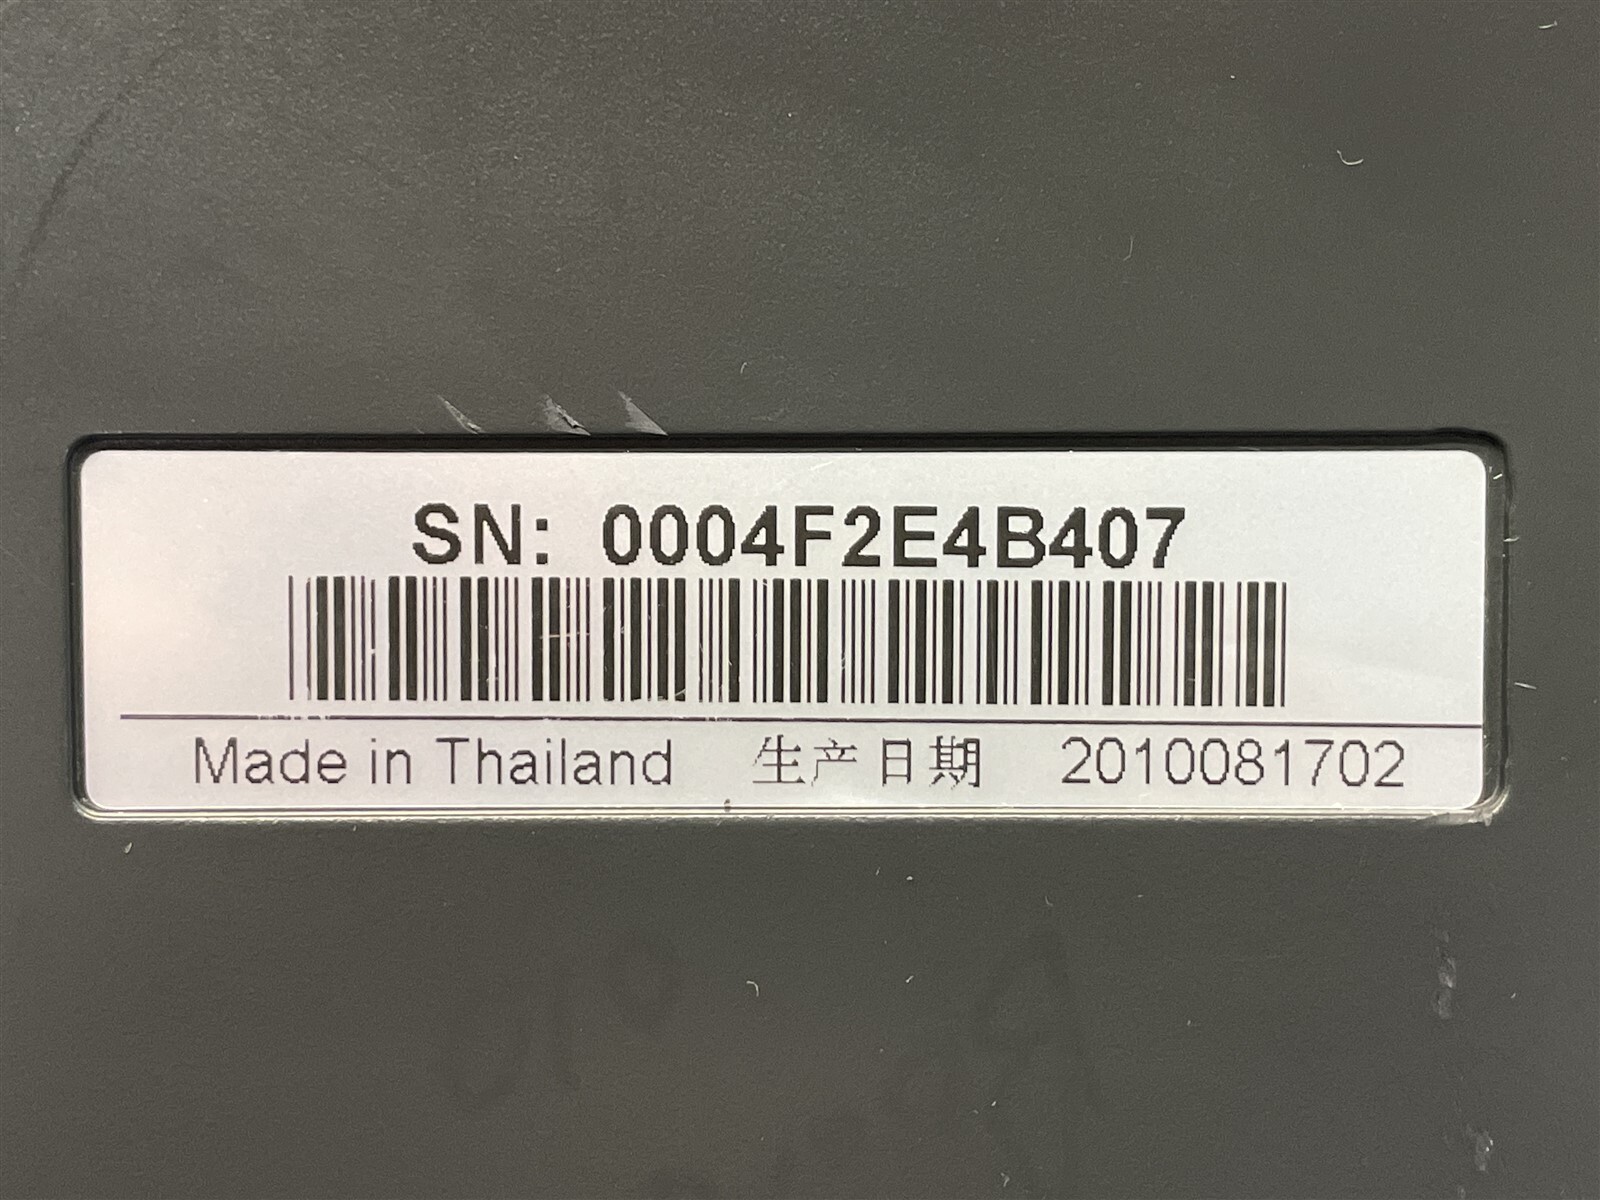 SN: 0004F2E4B407
Made in Thailand 生产日期 2010081702